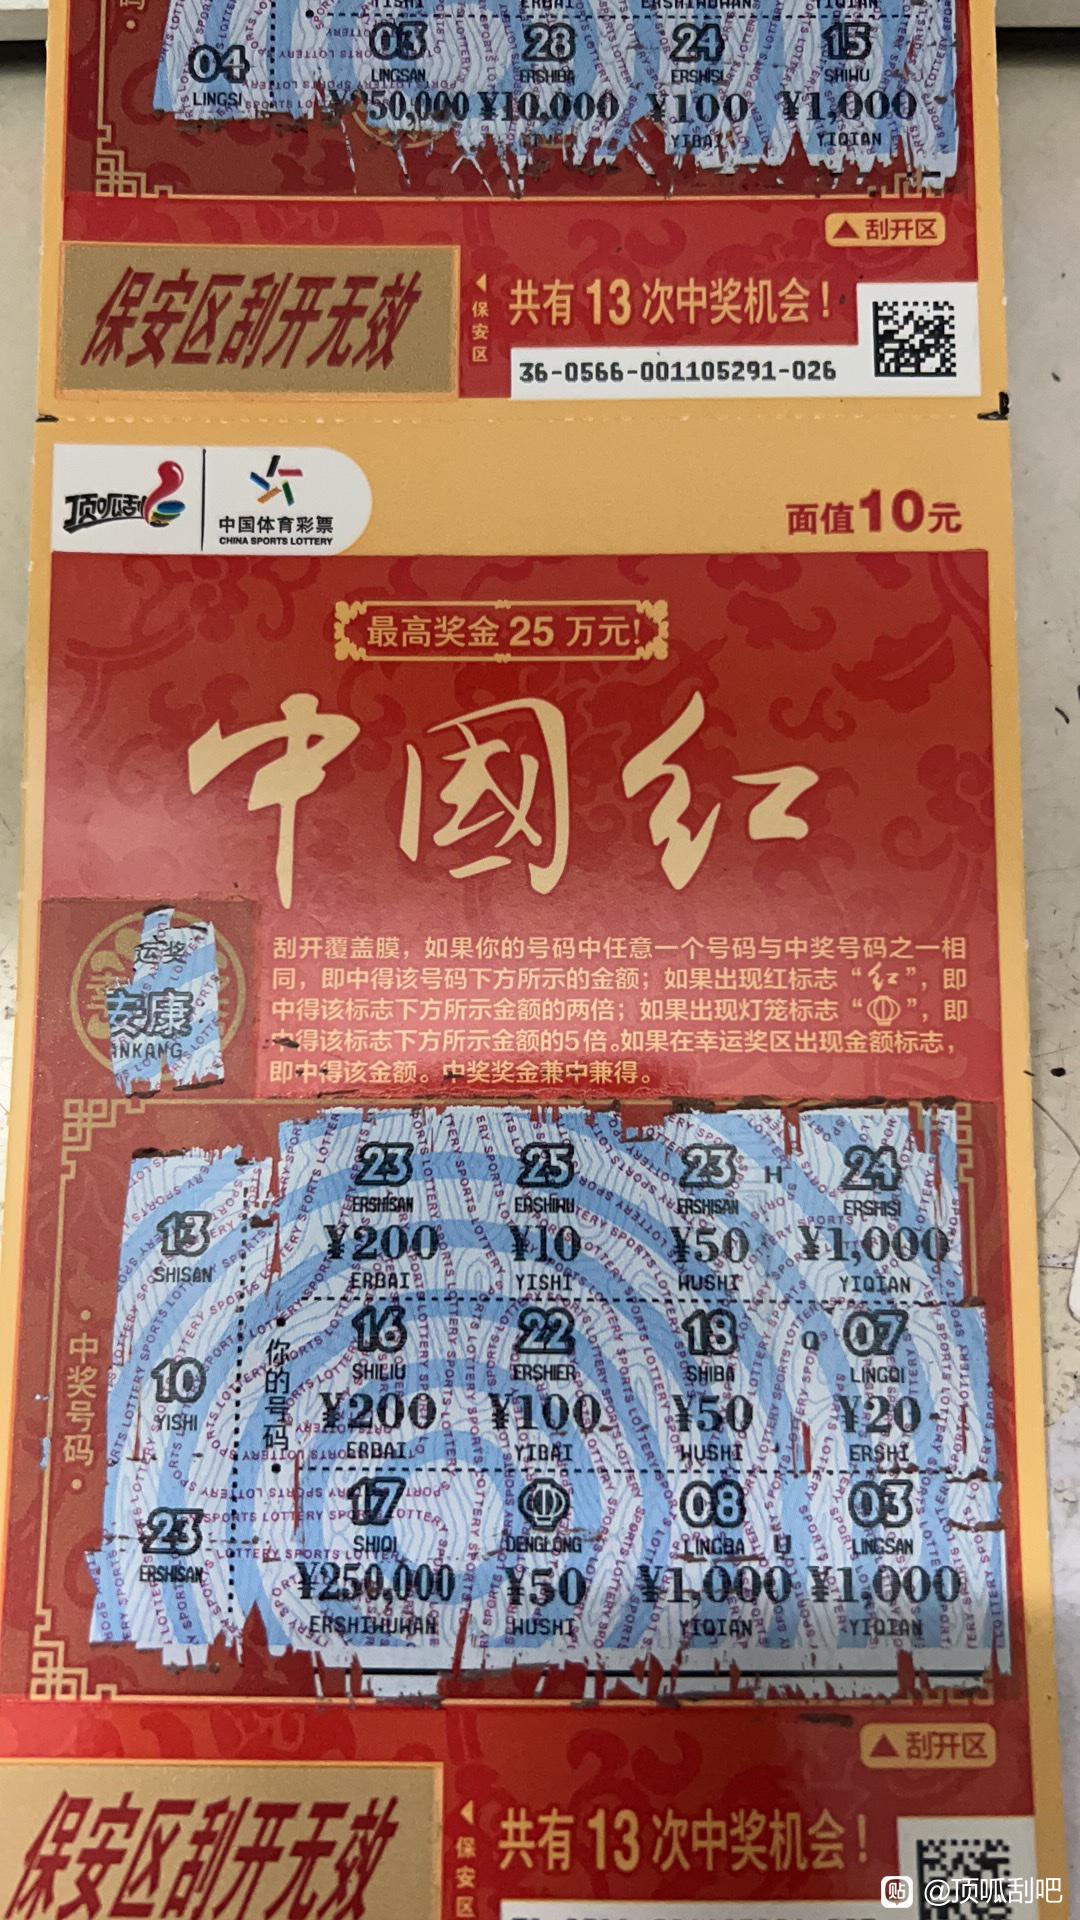 YISHI ERBAI ERSHIWUWAN YIQIAN
04 03 28 24 15
LINGSI LINGSAN ERSHIBA ERSHISI SHIWU
¥250,000 ¥10,000 ¥100 ¥1,000
YIBAI YIQIAN
▲刮开区
保安区刮开无效
保安区
共有13次中奖机会!
36-0566-001105291-026
顶呱刮
中国体育彩票
CHINA SPORTS LOTTERY
面值10元
最高奖金25万元!
中國红
运奖
安康
ANKANG
刮开覆盖膜，如果你的号码中任意一个号码与中奖号码之一相
同，即中得该号码下方所示的金额；如果出现红标志“红”，即
中得该标志下方所示金额的两倍；如果出现灯笼标志“”，即
中得该标志下方所示金额的5倍。如果在幸运奖区出现金额标志，
即中得该金额。中奖奖金兼中兼得。
中奖号码
13
SHISAN
10
YISHI
23
ERSHISAN
你的号码
23 25 23 H 24
ERSHISAN ERSHIWU ERSHISAN ERSHISI
¥200 ¥10 ¥50 ¥1,000
ERBAI YISHI WUSHI YIQIAN
16 22 18 Q 07
SHILIU ERSHIER SHIBA LINGQI
¥200 ¥100 ¥50 ¥20
ERBAI YIBAI WUSHI ERSHI
17 08 03
SHIQI DENGLONG LINGBA U LINGSAN
¥250,000 ¥50 ¥1,000 ¥1,000
ERSHIWUWAN WUSHI YIQIAN YIQIAN
▲刮开区
保安区刮开无效
保安区
共有13次中奖机会!
贴 @顶呱刮吧